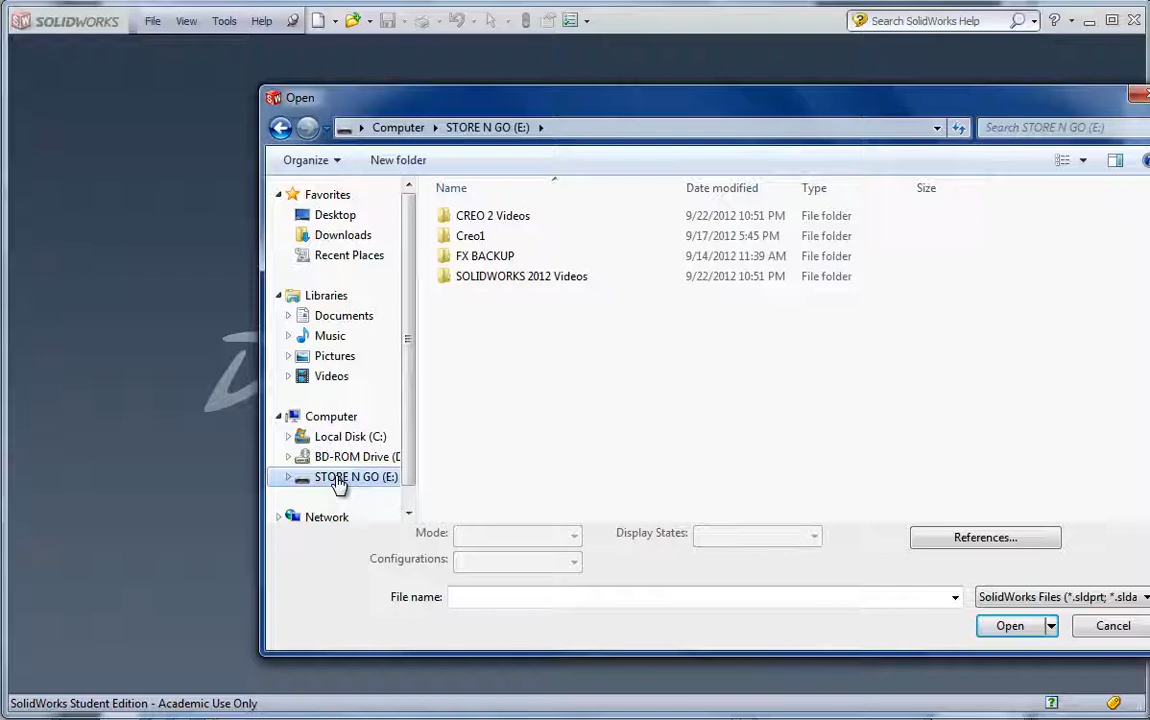 SOLIDWORKS File View Tools Help Search SolidWorks Help
Open
Computer STORE N GO (E:) Search STORE N GO (E:)
Organize New folder
Name Date modified Type Size
Favorites
Desktop
Downloads
Recent Places
Libraries
Documents
Music
Pictures
Videos
Computer
Local Disk (C:)
BD-ROM Drive (D
STORE N GO (E:)
Network
CREO 2 Videos 9/22/2012 10:51 PM File folder
Creo1 9/17/2012 5:45 PM File folder
FX BACKUP 9/14/2012 11:39 AM File folder
SOLIDWORKS 2012 Videos 9/22/2012 10:51 PM File folder
Mode: Display States: References...
Configurations:
File name: SolidWorks Files (*.sldprt; *.slda
Open Cancel
SolidWorks Student Edition - Academic Use Only